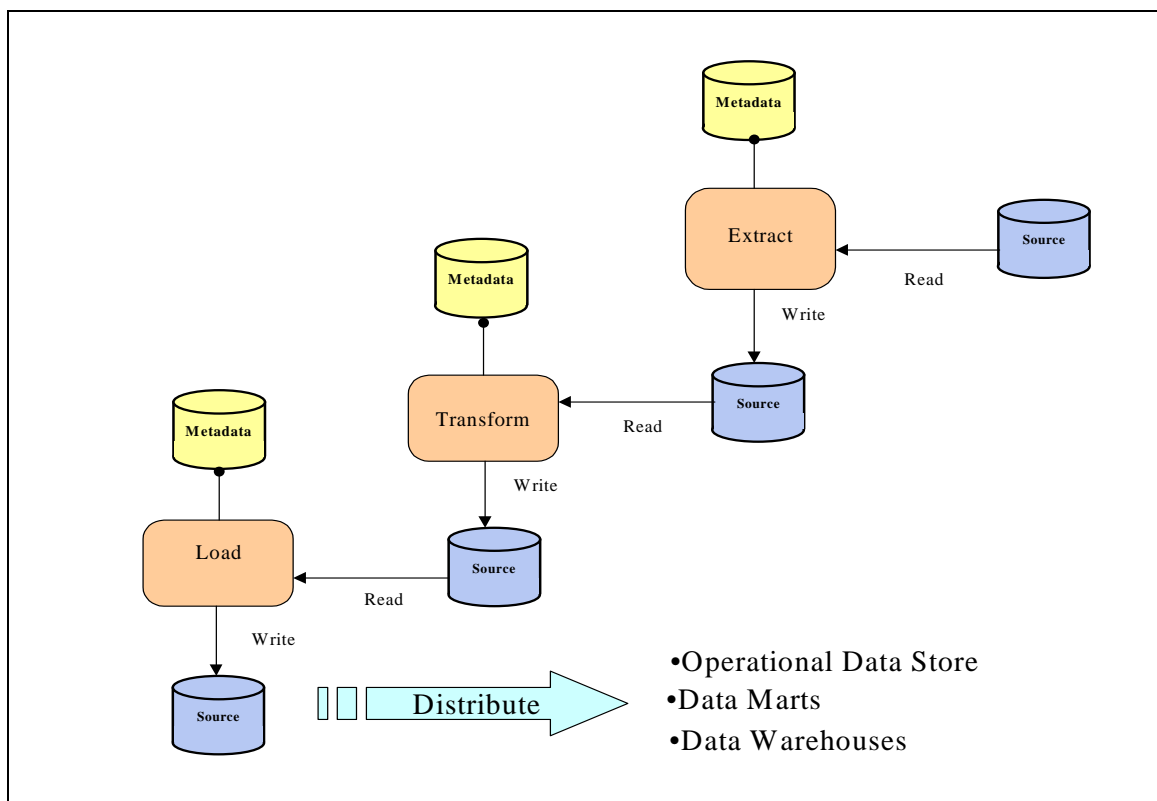 Metadata
Extract
Source
Read
Metadata
Write
Transform
Source
Read
Metadata
Write
Load
Source
Read
Write
•Operational Data Store
Source
Distribute
•Data Marts
•Data Warehouses